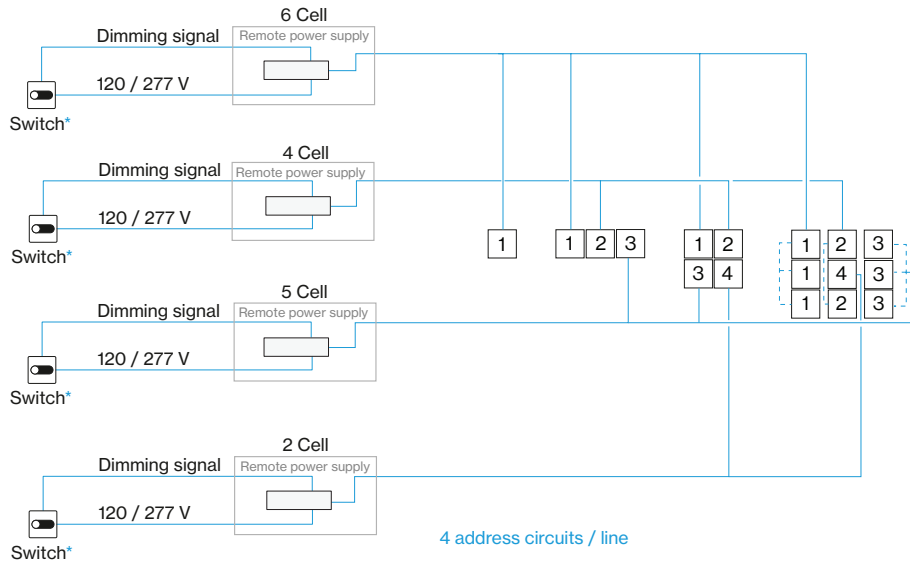 6 Cell
Dimming signal
Remote power supply
120 / 277 V
Switch*
4 Cell
Dimming signal
Remote power supply
120 / 277 V
Switch*
1
1 2 3
1 2
3 4
1 2 3
1 4 3
1 2 3
5 Cell
Dimming signal
Remote power supply
120 / 277 V
Switch*
2 Cell
Dimming signal
Remote power supply
120 / 277 V
Switch*
4 address circuits / line